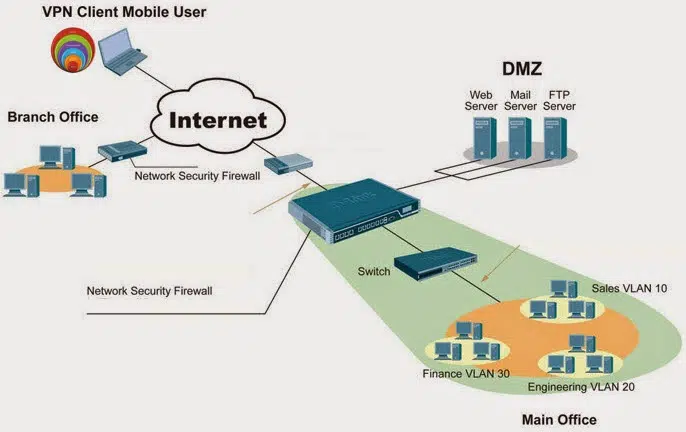 VPN Client Mobile User
DMZ
Web
Server
Mail
Server
FTP
Server
Branch Office
Internet
Network Security Firewall
D-Link
Network Security Firewall
Switch
Sales VLAN 10
Finance VLAN 30
Engineering VLAN 20
Main Office